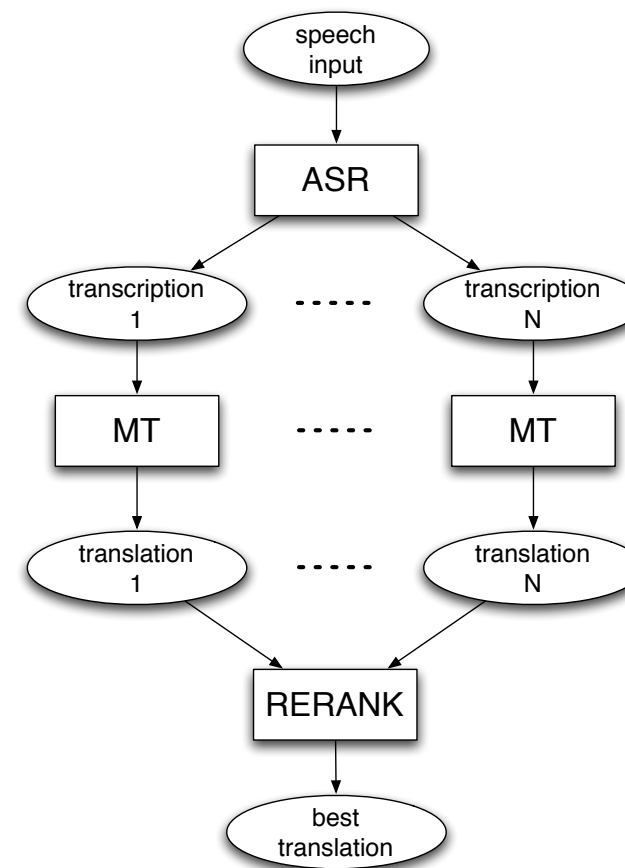 speech
input
ASR
transcription
1
transcription
N
MT
MT
translation
1
translation
N
RERANK
best
translation